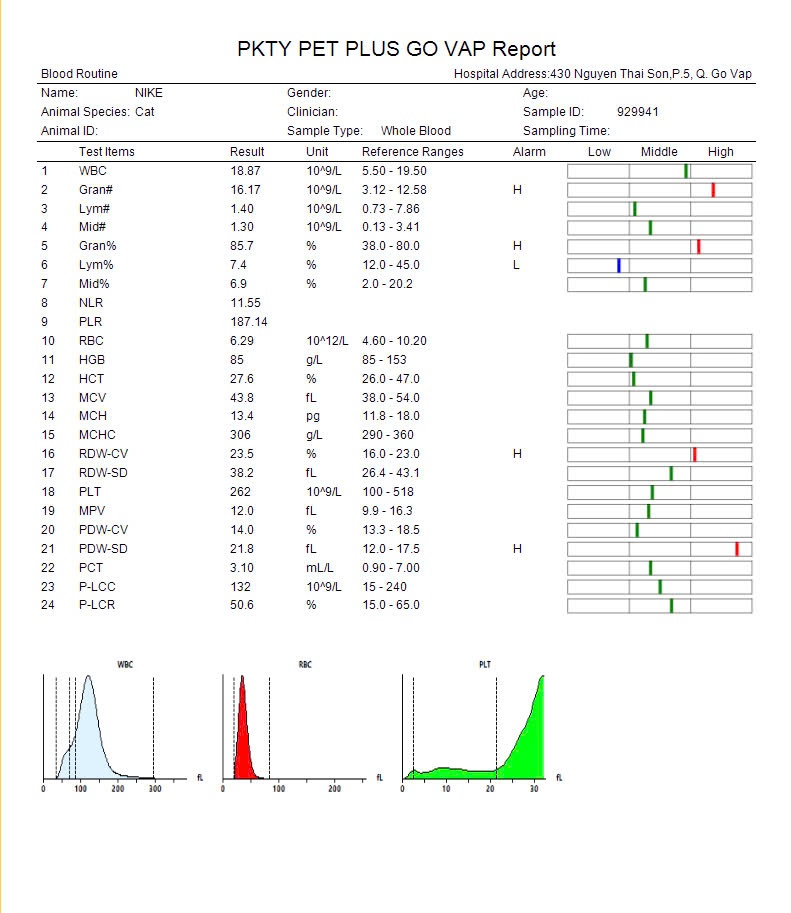 PKTY PET PLUS GO VAP Report
Blood Routine Hospital Address:430 Nguyen Thai Son,P.5, Q. Go Vap
Name: NIKE Gender: Age:
Animal Species: Cat Clinician: Sample ID: 929941
Animal ID: Sample Type: Whole Blood Sampling Time:
Test Items Result Unit Reference Ranges Alarm Low Middle High
1 WBC 18.87 10^9/L 5.50 - 19.50
2 Gran# 16.17 10^9/L 3.12 - 12.58 H
3 Lym# 1.40 10^9/L 0.73 - 7.86
4 Mid# 1.30 10^9/L 0.13 - 3.41
5 Gran% 85.7 % 38.0 - 80.0 H
6 Lym% 7.4 % 12.0 - 45.0 L
7 Mid% 6.9 % 2.0 - 20.2
8 NLR 11.55
9 PLR 187.14
10 RBC 6.29 10^12/L 4.60 - 10.20
11 HGB 85 g/L 85 - 153
12 HCT 27.6 % 26.0 - 47.0
13 MCV 43.8 fL 38.0 - 54.0
14 MCH 13.4 pg 11.8 - 18.0
15 MCHC 306 g/L 290 - 360
16 RDW-CV 23.5 % 16.0 - 23.0 H
17 RDW-SD 38.2 fL 26.4 - 43.1
18 PLT 262 10^9/L 100 - 518
19 MPV 12.0 fL 9.9 - 16.3
20 PDW-CV 14.0 % 13.3 - 18.5
21 PDW-SD 21.8 fL 12.0 - 17.5 H
22 PCT 3.10 mL/L 0.90 - 7.00
23 P-LCC 132 10^9/L 15 - 240
24 P-LCR 50.6 % 15.0 - 65.0
WBC RBC PLT
fL fL fL
0 100 200 300 0 100 200 0 10 20 30